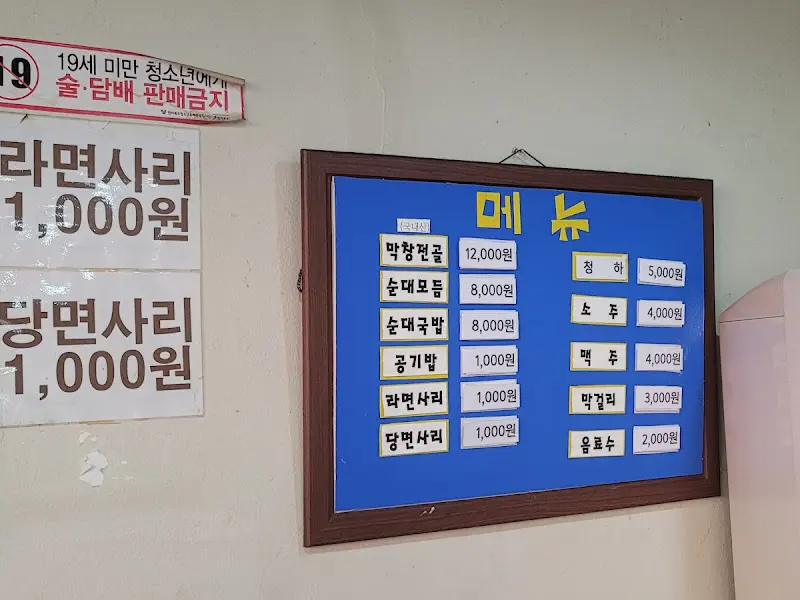 19
19세 미만 청소년에게
술·담배 판매금지
라면사리
1,000원
당면사리
1,000원
메뉴
(국내산)
막창전골 12,000원
순대모듬 8,000원
순대국밥 8,000원
공기밥 1,000원
라면사리 1,000원
당면사리 1,000원
청하 5,000원
소주 4,000원
맥주 4,000원
막걸리 3,000원
음료수 2,000원